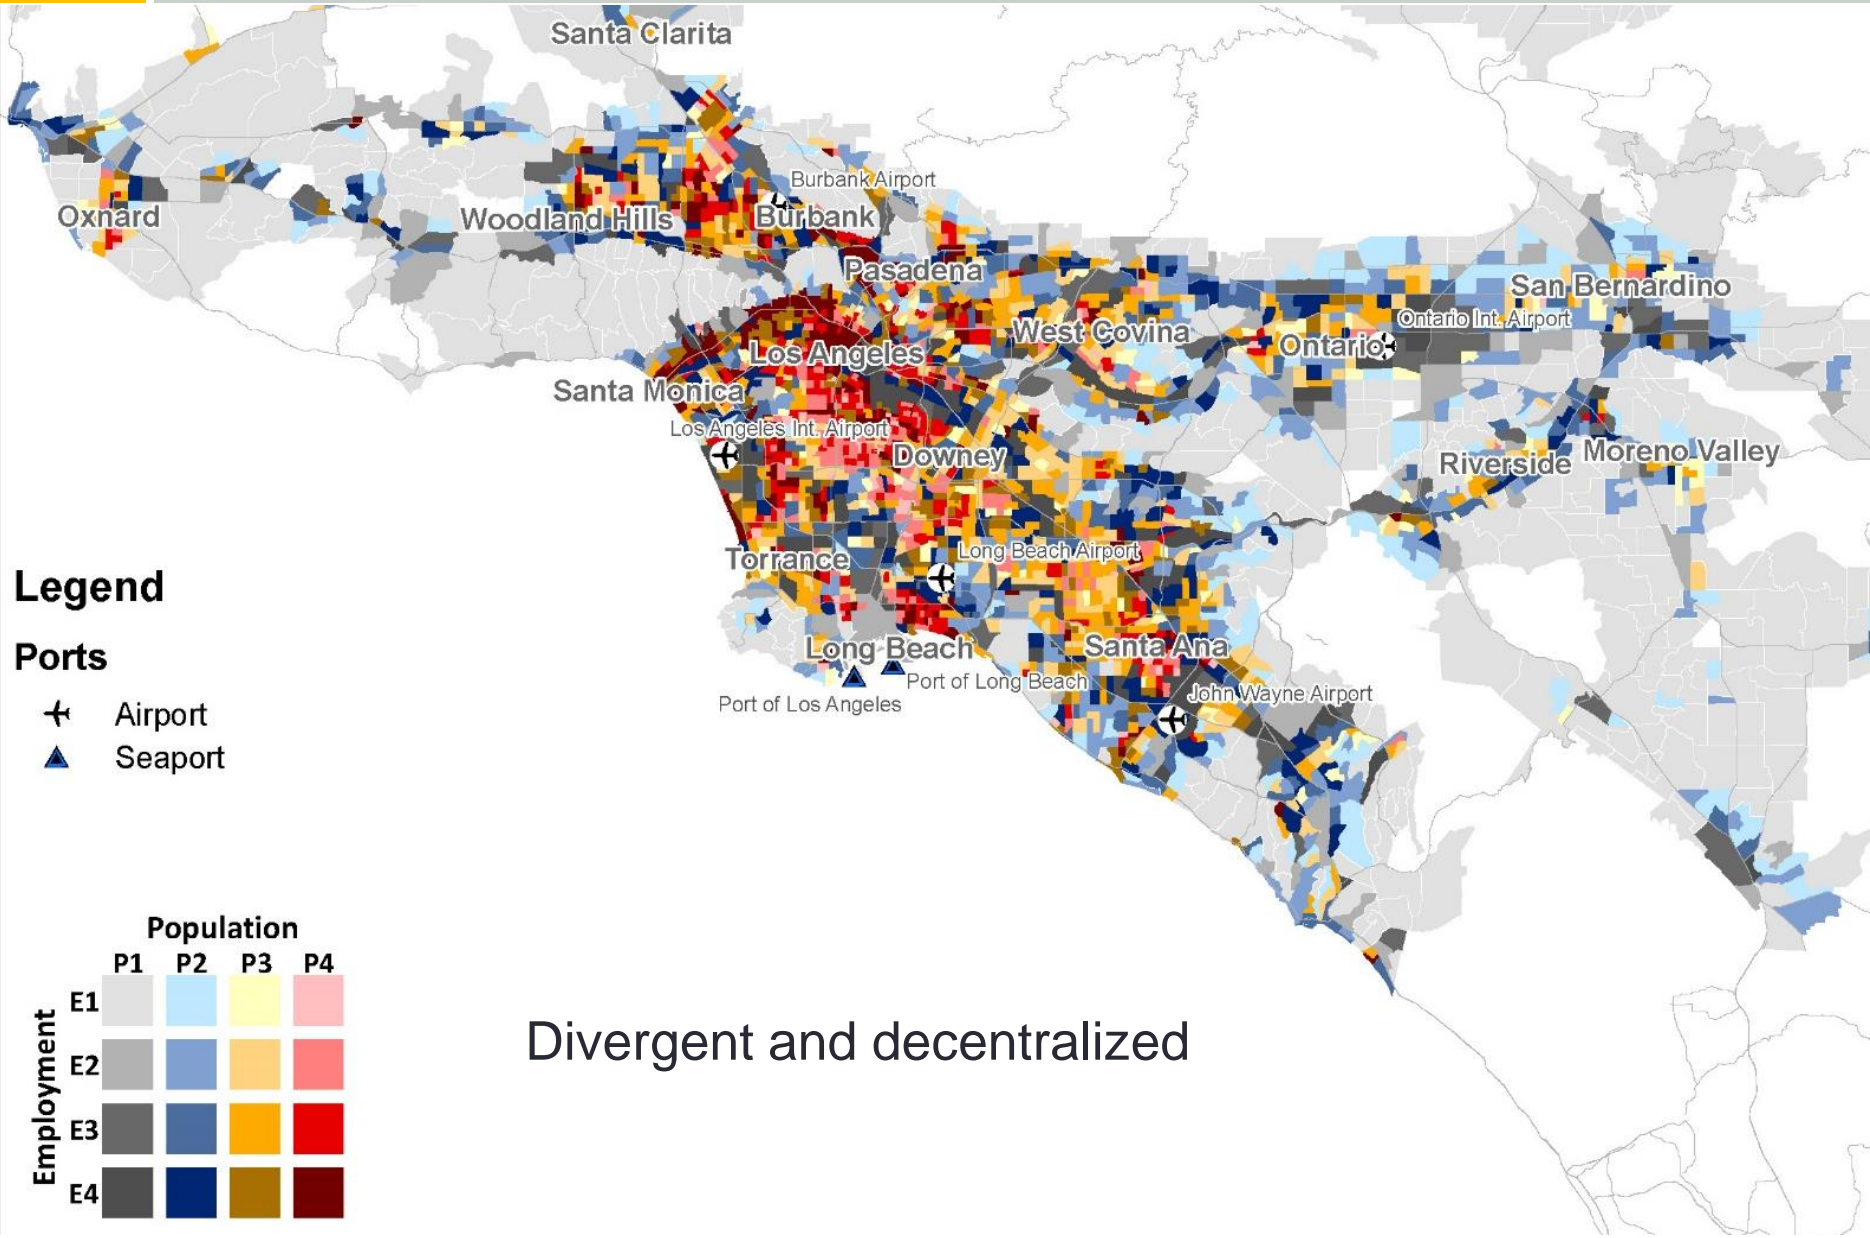 Santa Clarita
Burbank Airport
Oxnard
Woodland Hills
Burbank
Pasadena
San Bernardino
West Covina
Ontario Int. Airport
Ontario
Los Angeles
Santa Monica
Los Angeles Int. Airport
Downey
Riverside
Moreno Valley
Torrance
Long Beach Airport
Long Beach
Santa Ana
Port of Long Beach
John Wayne Airport
Port of Los Angeles
Legend
Ports
Airport
Seaport
Population
P1 P2 P3 P4
Employment
E1
E2
E3
E4
Divergent and decentralized